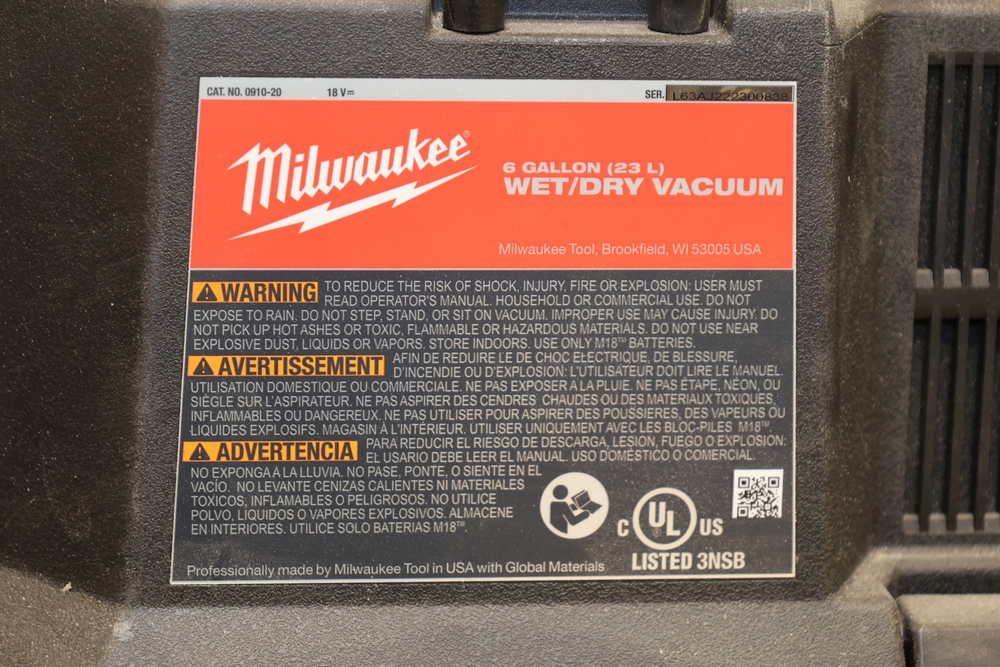 CAT. NO. 0910-20 18 V⎓ SER. L63AJ222300838
Milwaukee®
6 GALLON (23 L)
WET/DRY VACUUM
Milwaukee Tool, Brookfield, WI 53005 USA
WARNING TO REDUCE THE RISK OF SHOCK, INJURY, FIRE OR EXPLOSION: USER MUST
READ OPERATOR'S MANUAL. HOUSEHOLD OR COMMERCIAL USE. DO NOT
EXPOSE TO RAIN. DO NOT STEP, STAND, OR SIT ON VACUUM. IMPROPER USE MAY CAUSE INJURY. DO
NOT PICK UP HOT ASHES OR TOXIC, FLAMMABLE OR HAZARDOUS MATERIALS. DO NOT USE NEAR
EXPLOSIVE DUST, LIQUIDS OR VAPORS. STORE INDOORS. USE ONLY M18™ BATTERIES.
AVERTISSEMENT AFIN DE REDUIRE LE DE CHOC ELECTRIQUE, DE BLESSURE,
D'INCENDIE OU D'EXPLOSION: L'UTILISATEUR DOIT LIRE LE MANUEL.
UTILISATION DOMESTIQUE OU COMMERCIALE. NE PAS EXPOSER A LA PLUIE. NE PAS ÉTAPE, NÉON, OU
SIÈGLE SUR L'ASPIRATEUR. NE PAS ASPIRER DES CENDRES CHAUDES OU DES MATERIAUX TOXIQUES,
INFLAMMABLES OU DANGEREUX. NE PAS UTILISER POUR ASPIRER DES POUSSIERES, DES VAPEURS OU
LIQUIDES EXPLOSIFS. MAGASIN À L'INTÉRIEUR. UTILISER UNIQUEMENT AVEC LES BLOC-PILES M18™.
ADVERTENCIA PARA REDUCIR EL RIESGO DE DESCARGA, LESION, FUEGO O EXPLOSION:
EL USARIO DEBE LEER EL MANUAL. USO DOMÉSTICO O COMERCIAL.
NO EXPONGA A LA LLUVIA. NO PASE, PONTE, O SIENTE EN EL
VACÍO. NO LEVANTE CENIZAS CALIENTES NI MATERIALES
TOXICOS, INFLAMABLES O PELIGROSOS. NO UTILICE
POLVO, LIQUIDOS O VAPORES EXPLOSIVOS. ALMACENE
EN INTERIORES. UTILICE SOLO BATERIAS M18™.
C UL US
LISTED 3NSB
Professionally made by Milwaukee Tool in USA with Global Materials